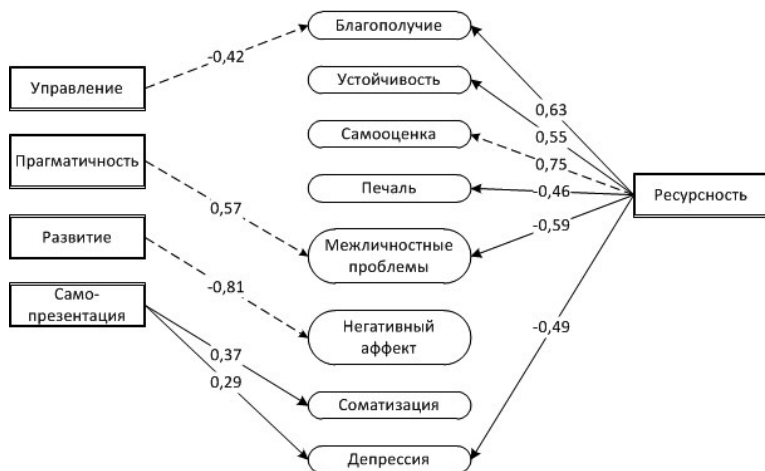 Благополучие
-0,42
Управление
Устойчивость
0,63
0,55
Самооценка
0,75
Прагматичность
Печаль
-0,46
Ресурсность
0,57
-0,59
Развитие
Межличностные
проблемы
-0,81
Само-
презентация
Негативный
аффект
-0,49
0,37
0,29
Соматизация
Депрессия